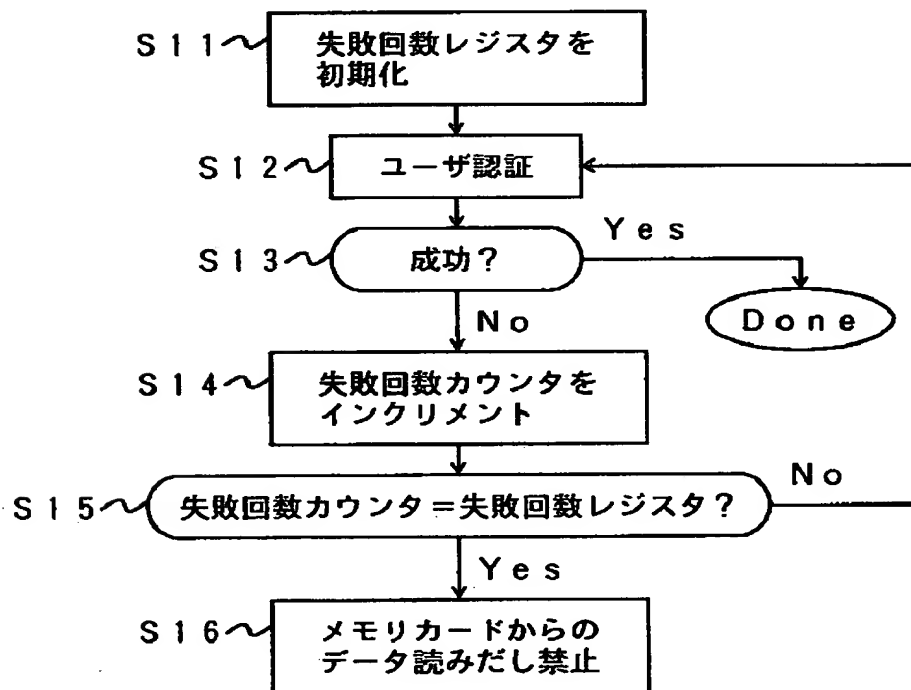 S11
失敗回数レジスタを
初期化
S12
ユーザ認証
S13
成功?
Yes
Done
No
S14
失敗回数カウンタを
インクリメント
S15
失敗回数カウンタ=失敗回数レジスタ?
No
Yes
S16
メモリカードからの
データ読みだし禁止